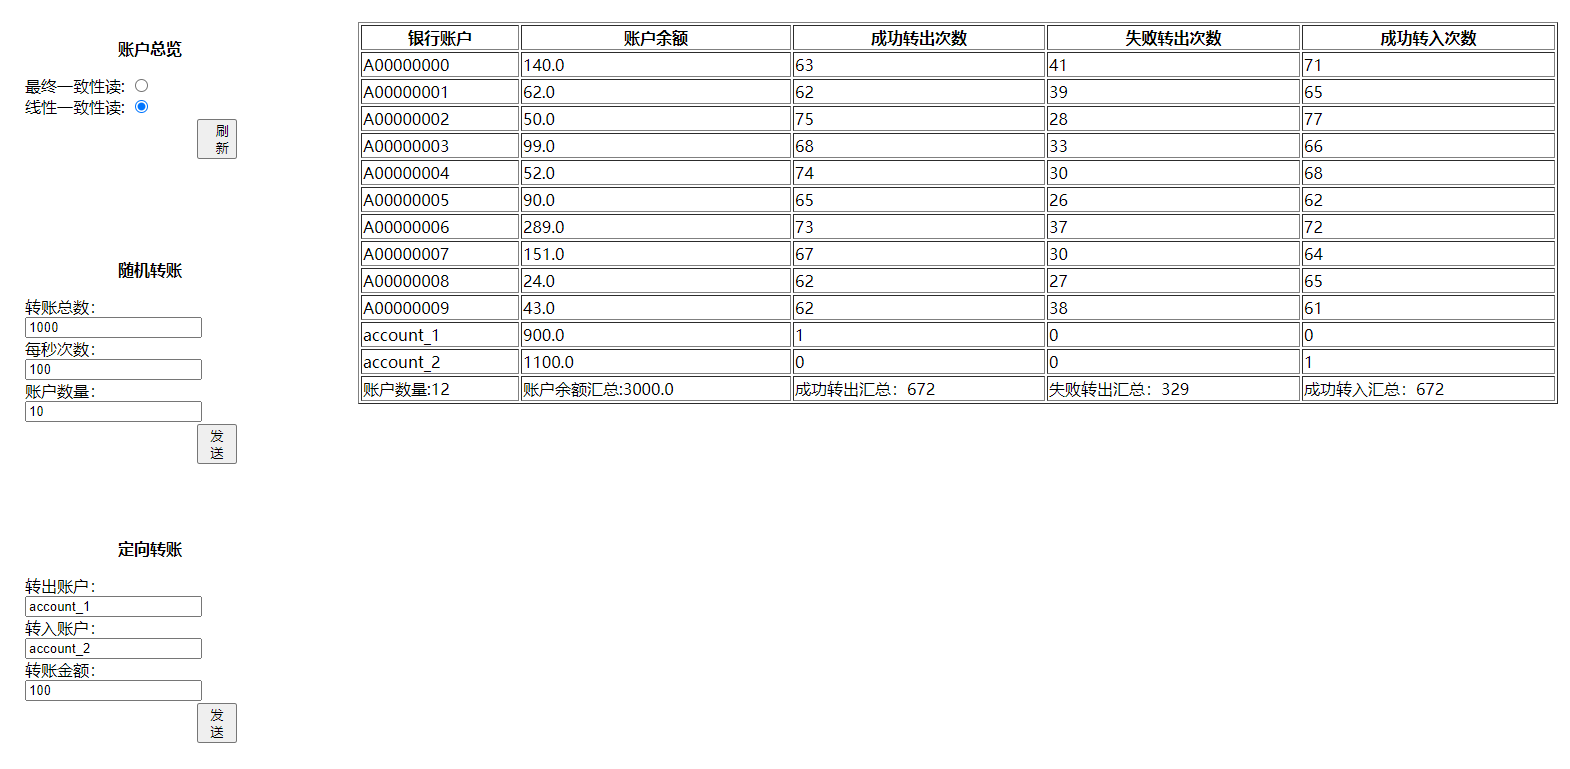 账户总览
最终一致性读:
线性一致性读:
刷
新
随机转账
转账总数：
1000
每秒次数：
100
账户数量：
10
发
送
定向转账
转出账户：
account_1
转入账户：
account_2
转账金额：
100
发
送
银行账户 账户余额 成功转出次数 失败转出次数 成功转入次数
A00000000 140.0 63 41 71
A00000001 62.0 62 39 65
A00000002 50.0 75 28 77
A00000003 99.0 68 33 66
A00000004 52.0 74 30 68
A00000005 90.0 65 26 62
A00000006 289.0 73 37 72
A00000007 151.0 67 30 64
A00000008 24.0 62 27 65
A00000009 43.0 62 38 61
account_1 900.0 1 0 0
account_2 1100.0 0 0 1
账户数量:12 账户余额汇总:3000.0 成功转出汇总：672 失败转出汇总：329 成功转入汇总：672